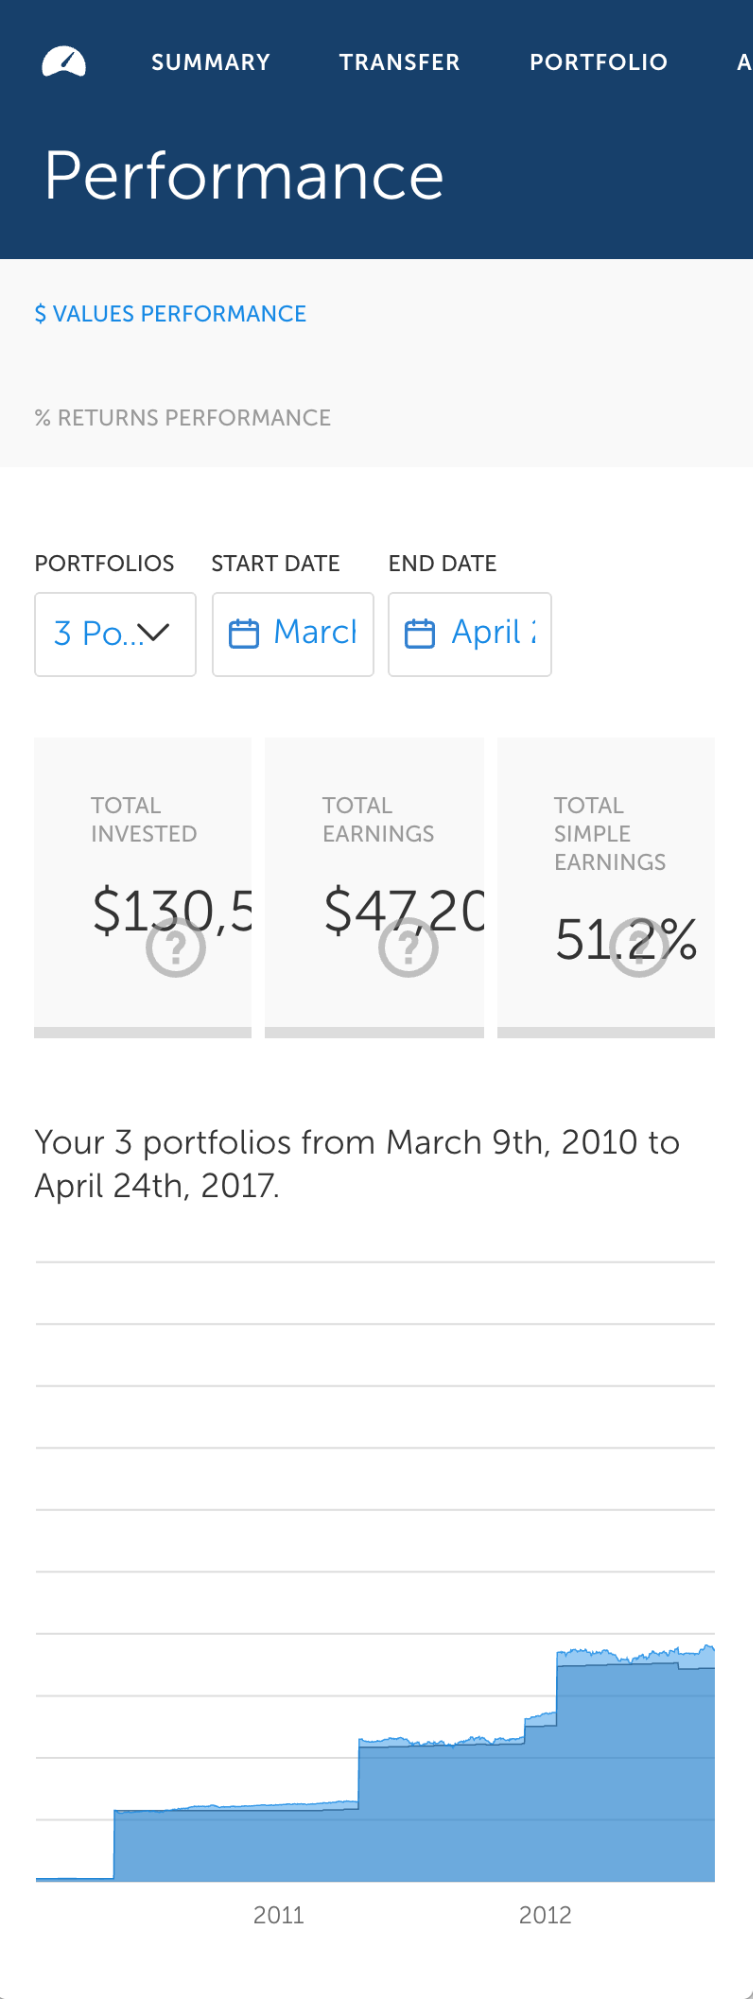 SUMMARY TRANSFER PORTFOLIO A
Performance
$ VALUES PERFORMANCE
% RETURNS PERFORMANCE
PORTFOLIOS START DATE END DATE
3 Po... March April
TOTAL INVESTED
$130,5
TOTAL EARNINGS
$47,20
TOTAL SIMPLE EARNINGS
51.2%
?
?
?
Your 3 portfolios from March 9th, 2010 to
April 24th, 2017.
2011 2012